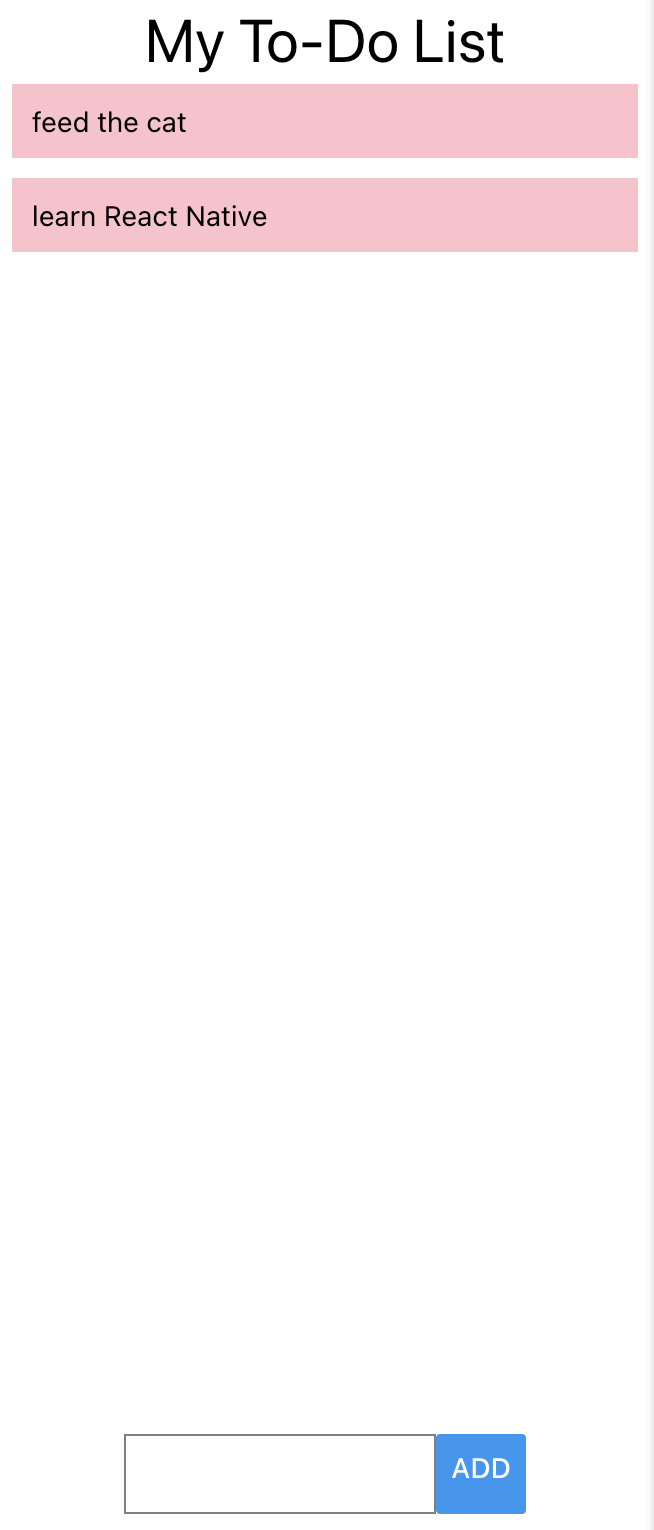 My To-Do List
feed the cat
learn React Native
ADD